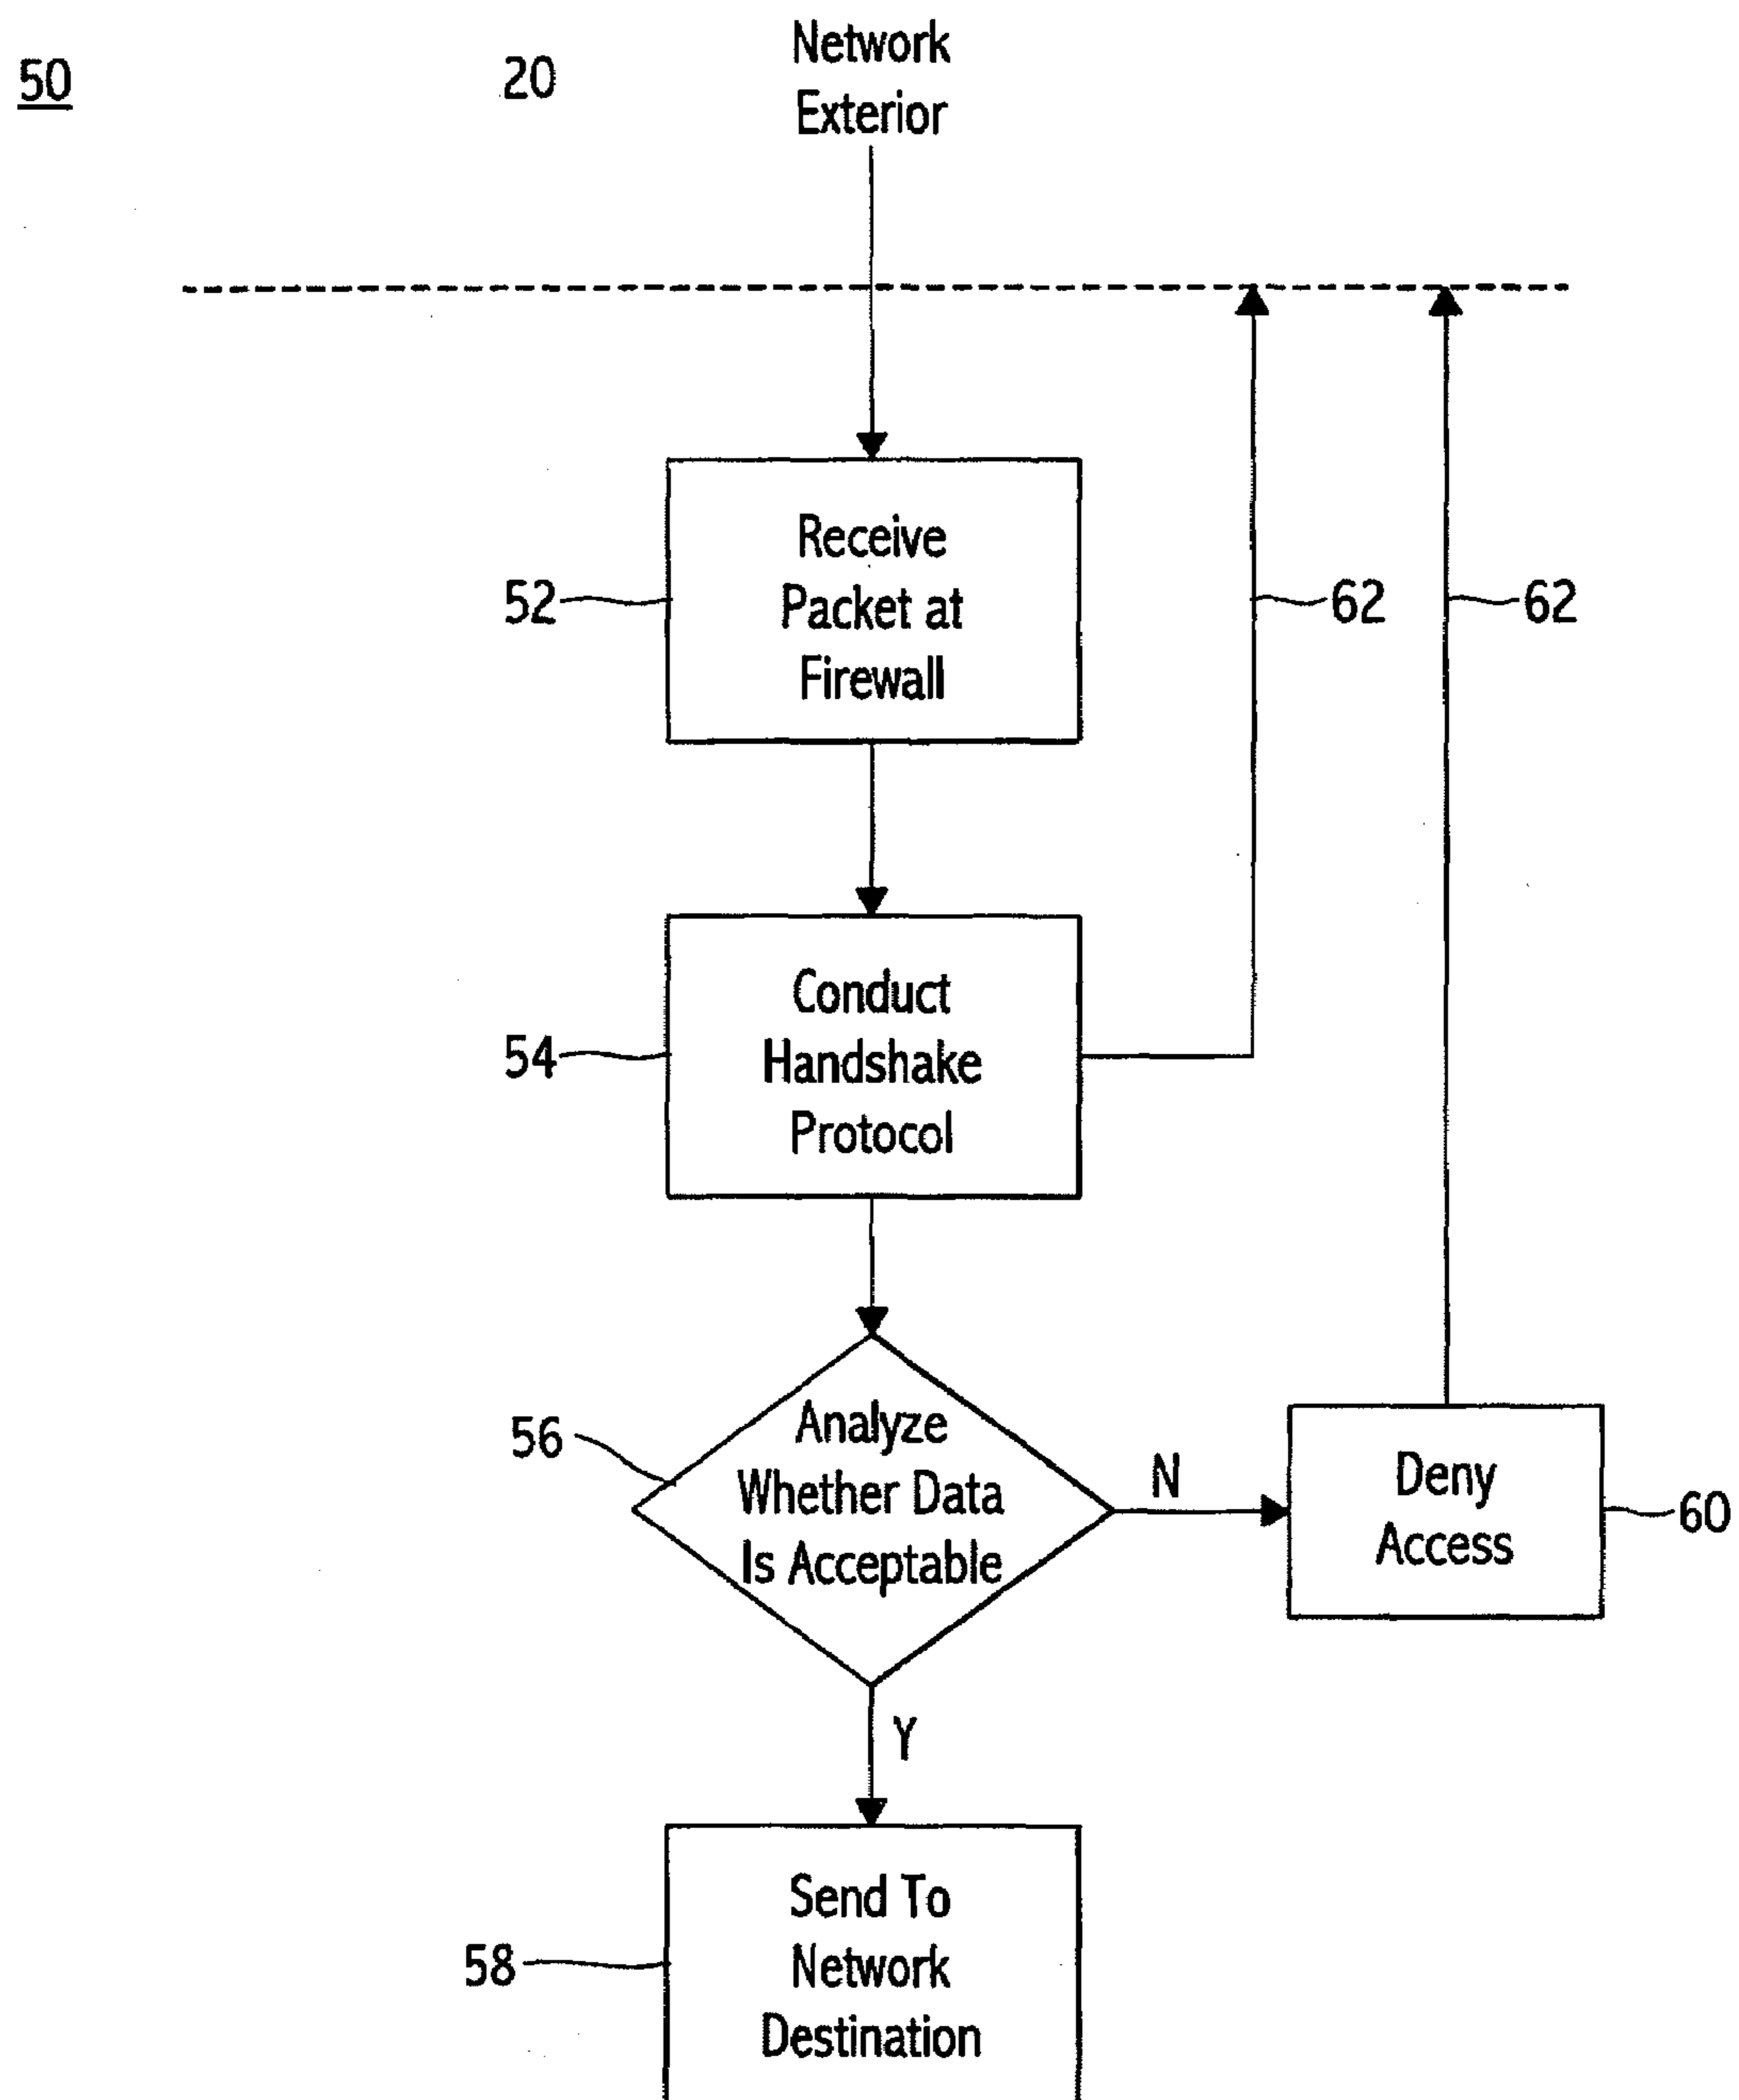 50
20
Network
Exterior
Receive
Packet at
Firewall
52
62
62
Conduct
Handshake
Protocol
54
56
Analyze
Whether Data
Is Acceptable
N
Deny
Access
60
Y
Send To
Network
Destination
58